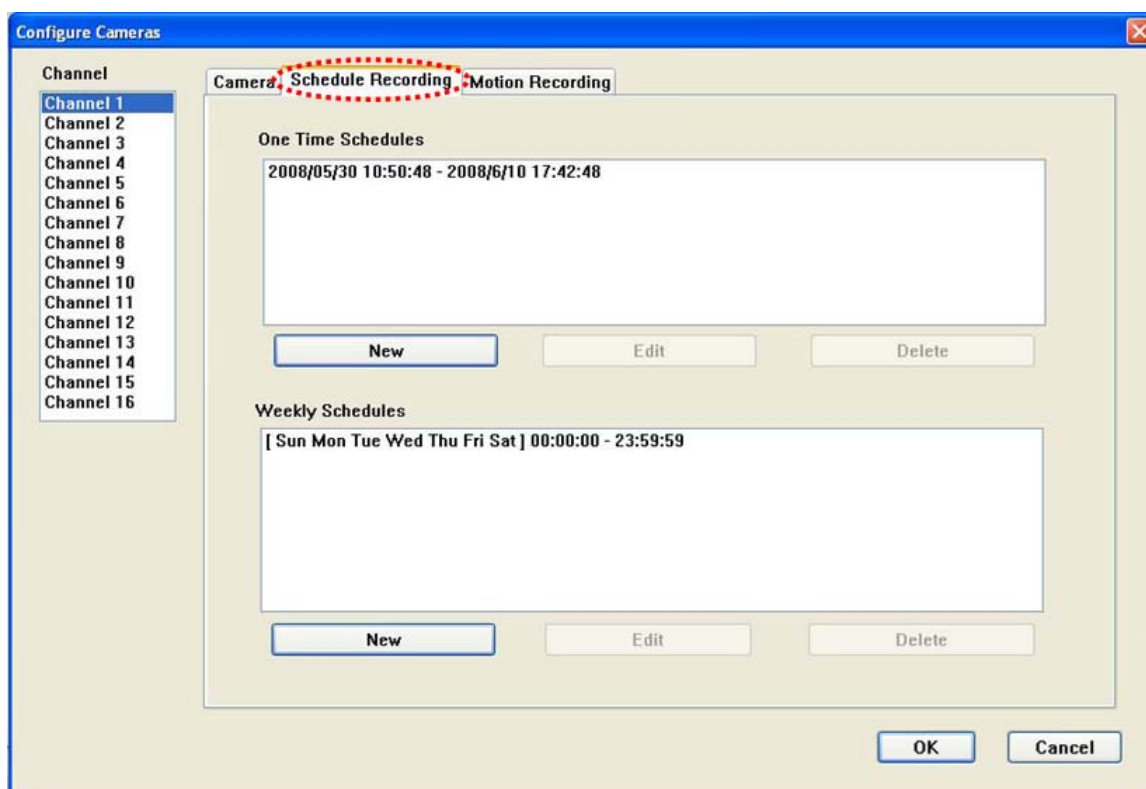 Configure Cameras
Channel
Channel 1
Channel 2
Channel 3
Channel 4
Channel 5
Channel 6
Channel 7
Channel 8
Channel 9
Channel 10
Channel 11
Channel 12
Channel 13
Channel 14
Channel 15
Channel 16
Camera Schedule Recording Motion Recording
One Time Schedules
2008/05/30 10:50:48 - 2008/6/10 17:42:48
New Edit Delete
Weekly Schedules
[ Sun Mon Tue Wed Thu Fri Sat ] 00:00:00 - 23:59:59
New Edit Delete
OK Cancel